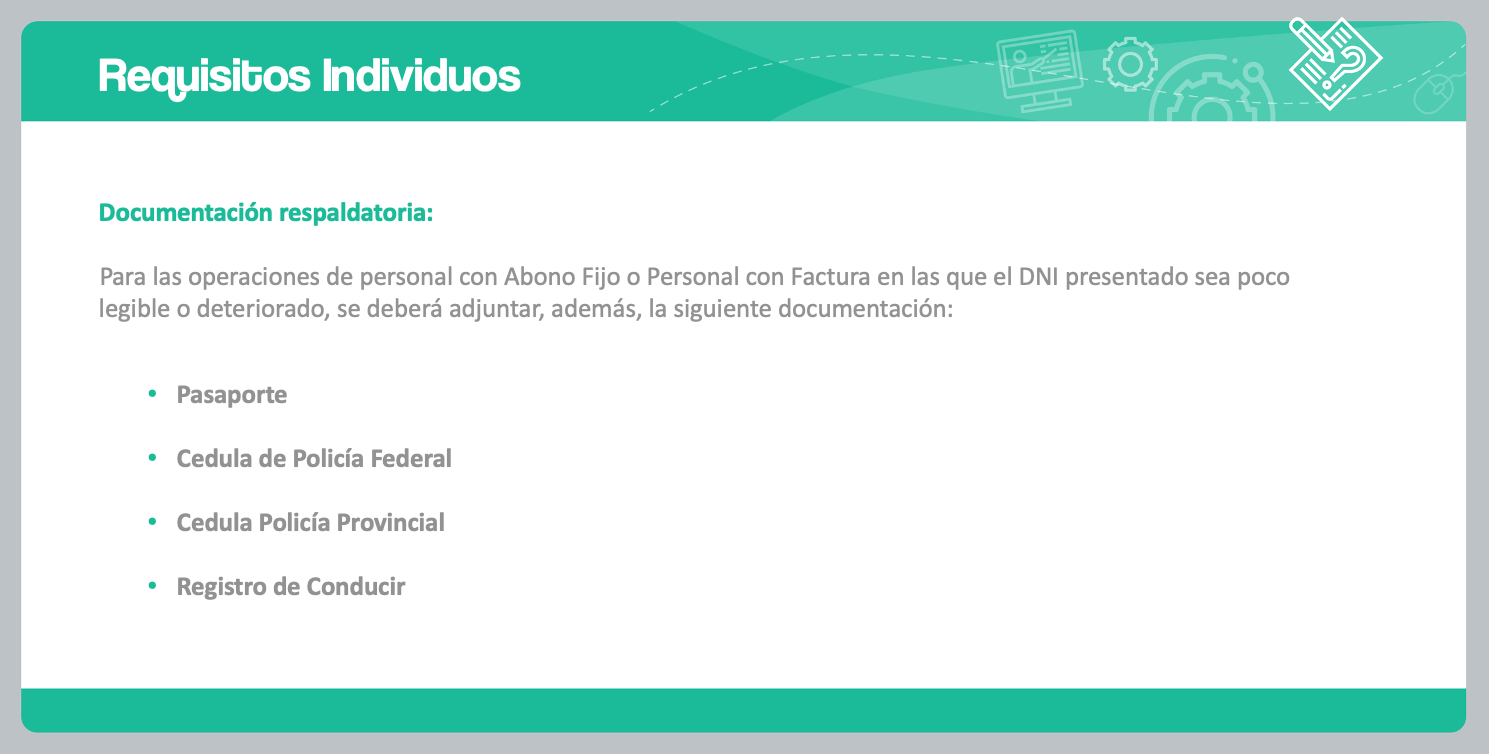 Requisitos Individuos
Documentación respaldatoria:
Para las operaciones de personal con Abono Fijo o Personal con Factura en las que el DNI presentado sea poco
legible o deteriorado, se deberá adjuntar, además, la siguiente documentación:
• Pasaporte
• Cedula de Policía Federal
• Cedula Policía Provincial
• Registro de Conducir